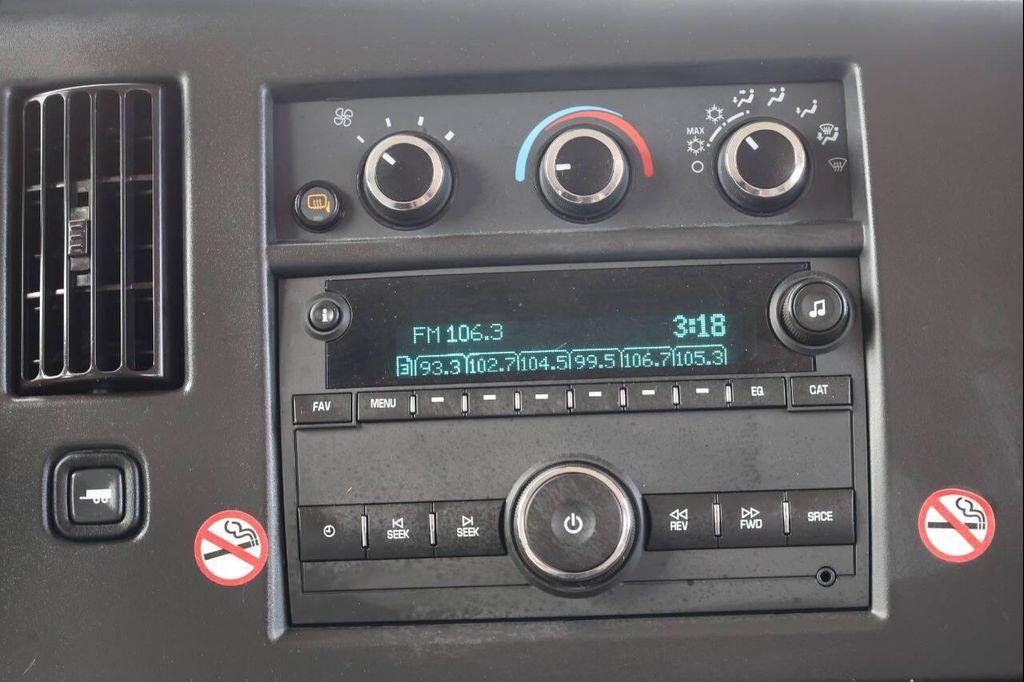 MAX
FM 106.3 3:18
3 93.3 102.7 104.5 99.5 106.7 105.3
FAV MENU EQ CAT
SEEK SEEK REV FWD SRCE